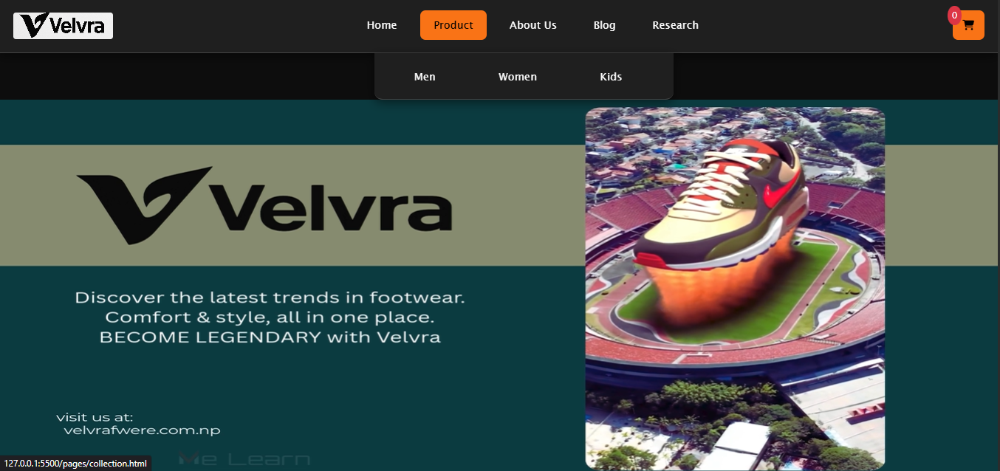 Velvra
Home
Product
About Us
Blog
Research
0
Men
Women
Kids
Velvra
Discover the latest trends in footwear.
Comfort & style, all in one place.
BECOME LEGENDARY with Velvra
visit us at:
velvrafwere.com.np
Me Learn
127.0.0.1:5500/pages/collection.html